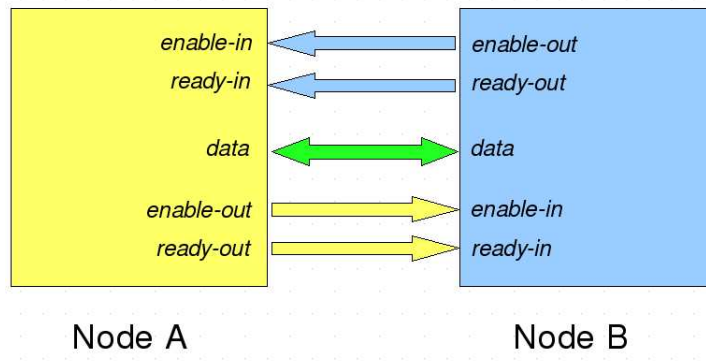 enable-in enable-out
ready-in ready-out
data data
enable-out enable-in
ready-out ready-in
Node A Node B